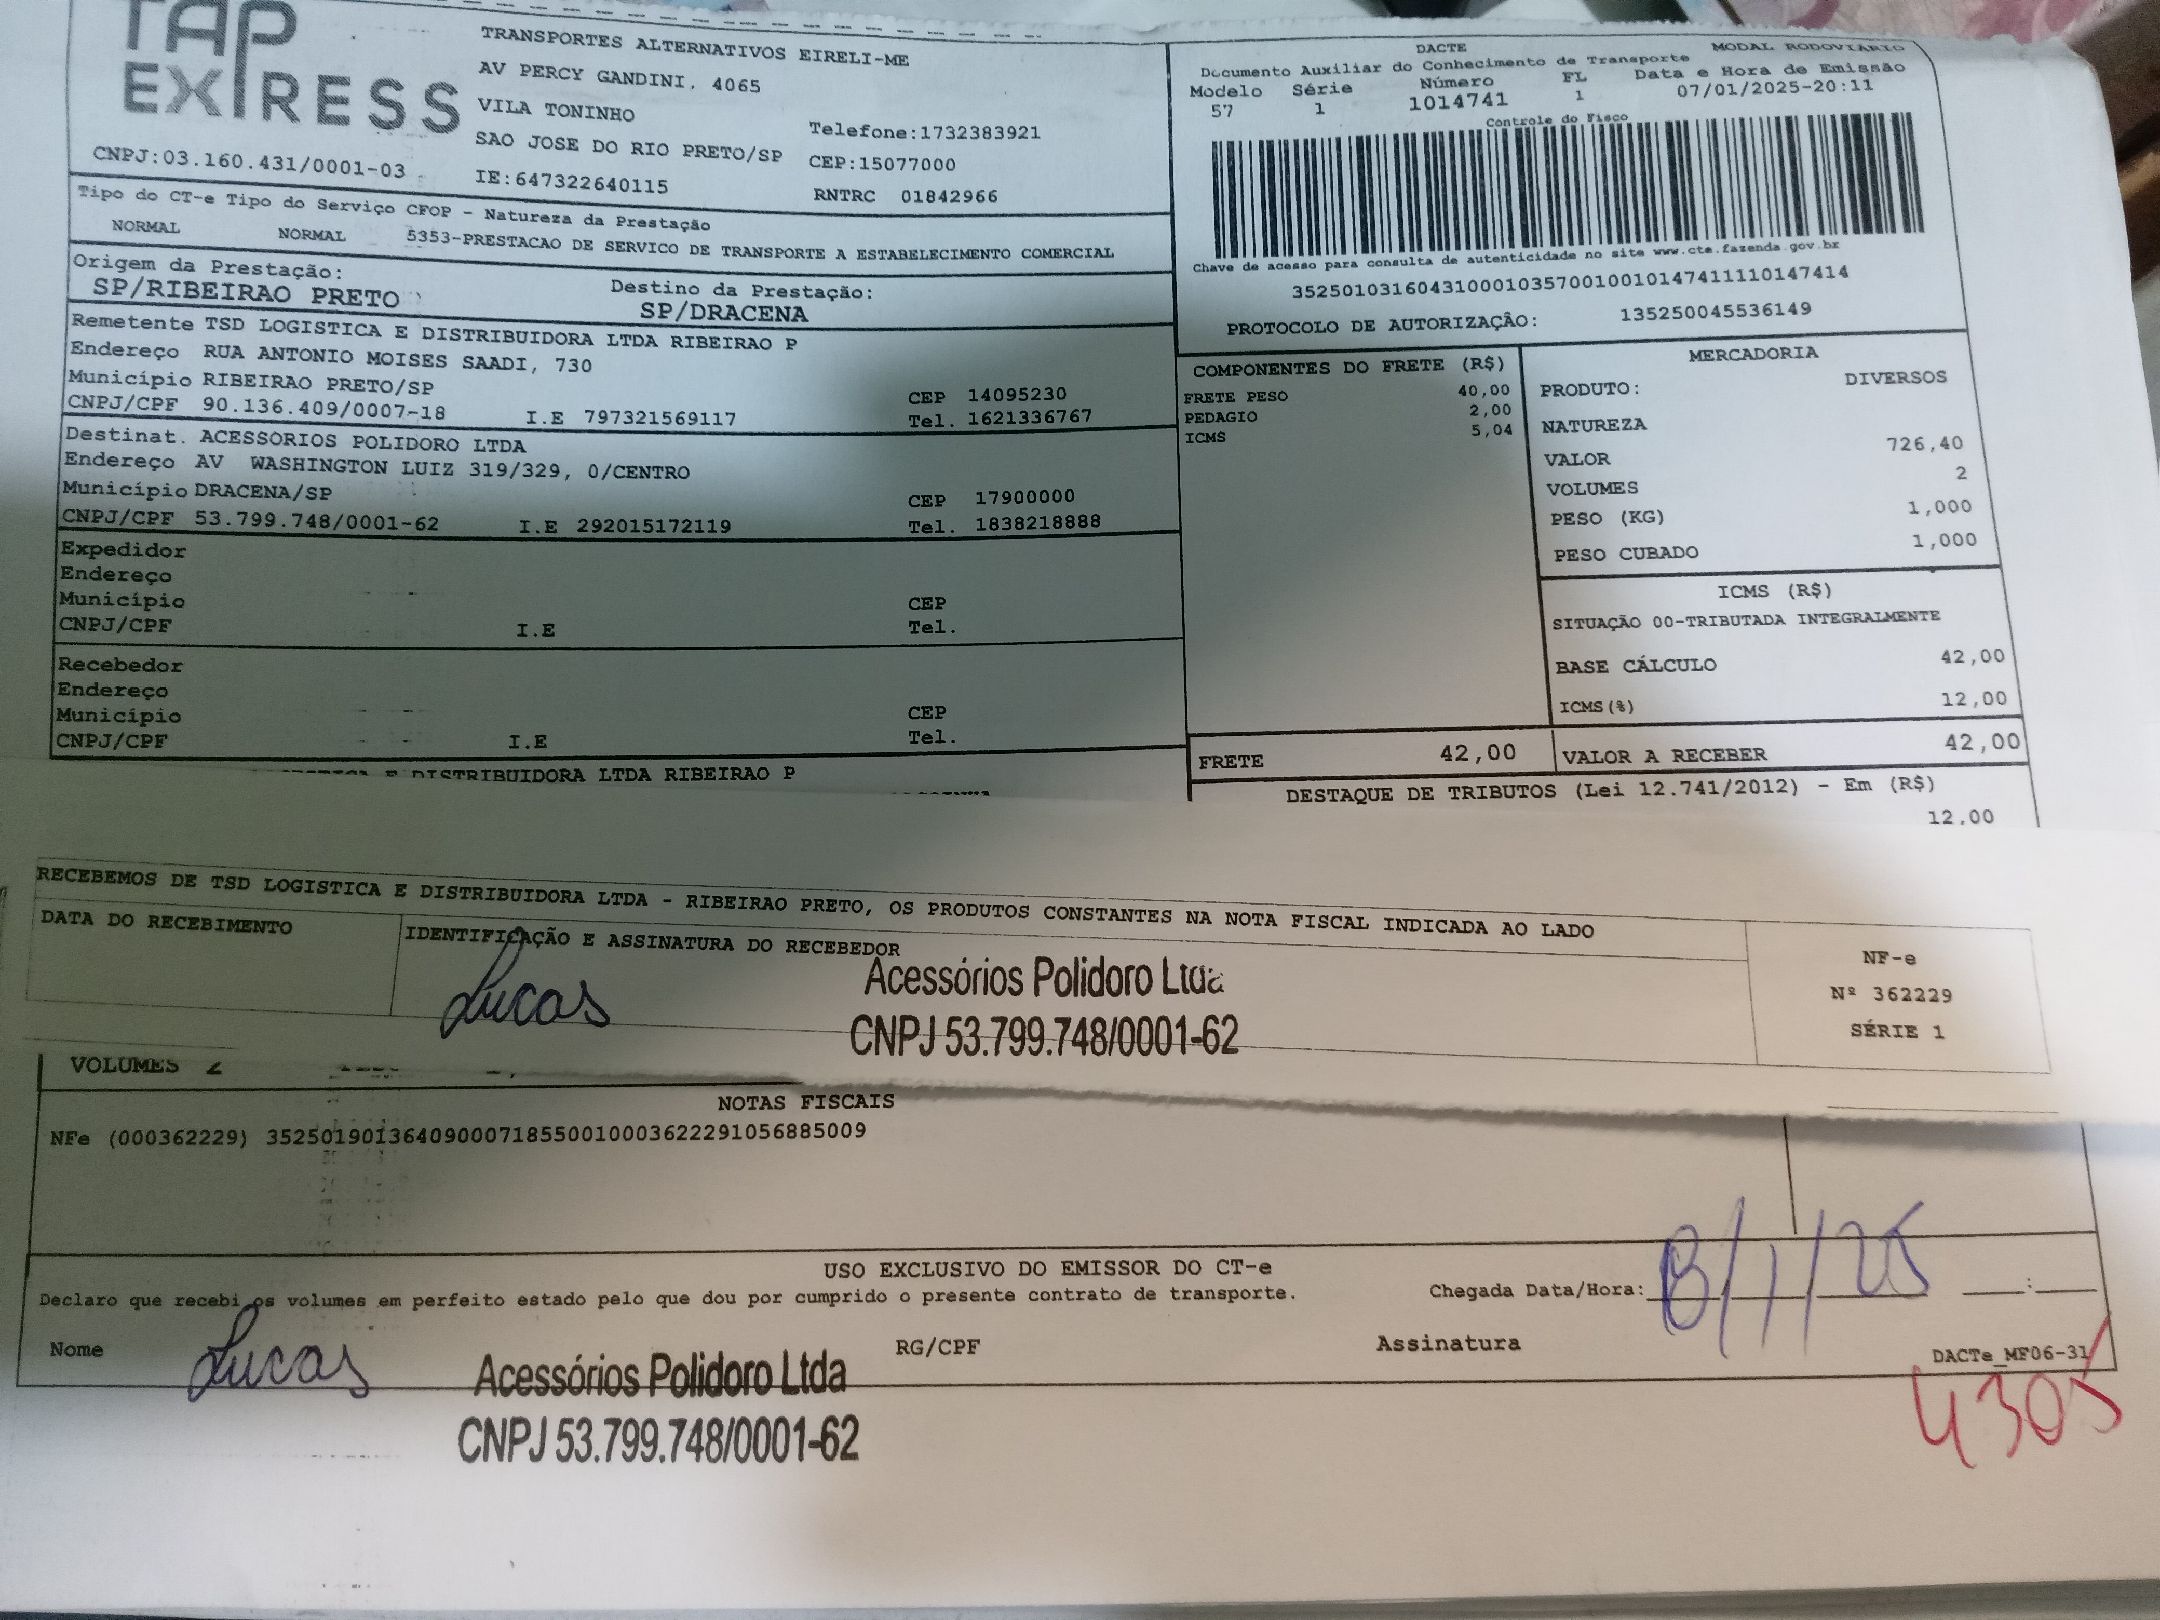 TAP
EXPRESS
CNPJ:03.160.431/0001-03
TRANSPORTES ALTERNATIVOS EIRELI-ME
AV PERCY GANDINI, 4065
VILA TONINHO
SAO JOSE DO RIO PRETO/SP
IE:647322640115
Telefone:1732383921
CEP:15077000
RNTRC 01842966
DACTE MODAL RODOVIARIO
Documento Auxiliar do Conhecimento de Transporte
Modelo Série Número FL Data e Hora de Emissão
57 1 1014741 1 07/01/2025-20:11
Controle do Fisco
Chave de acesso para consulta de autenticidade no site www.cte.fazenda.gov.br
35250103160431000103570010010147411110147414
PROTOCOLO DE AUTORIZAÇÃO: 135250045536149
Tipo do CT-e Tipo do Serviço CFOP - Natureza da Prestação
NORMAL NORMAL 5353-PRESTACAO DE SERVICO DE TRANSPORTE A ESTABELECIMENTO COMERCIAL
Origem da Prestação: Destino da Prestação:
SP/RIBEIRAO PRETO SP/DRACENA
Remetente TSD LOGISTICA E DISTRIBUIDORA LTDA RIBEIRAO P
Endereço RUA ANTONIO MOISES SAADI, 730
Município RIBEIRAO PRETO/SP CEP 14095230
CNPJ/CPF 90.136.409/0007-18 I.E 797321569117 Tel. 1621336767
Destinat. ACESSORIOS POLIDORO LTDA
Endereço AV WASHINGTON LUIZ 319/329, 0/CENTRO
Município DRACENA/SP CEP 17900000
CNPJ/CPF 53.799.748/0001-62 I.E 292015172119 Tel. 1838218888
Expedidor
Endereço
Município CEP
CNPJ/CPF I.E Tel.
Recebedor
Endereço
Município CEP
CNPJ/CPF I.E Tel.
E DISTRIBUIDORA LTDA RIBEIRAO P
COMPONENTES DO FRETE (R$)
FRETE PESO 40,00
PEDAGIO 2,00
ICMS 5,04
MERCADORIA
PRODUTO: DIVERSOS
NATUREZA
VALOR 726,40
VOLUMES 2
PESO (KG) 1,000
PESO CUBADO 1,000
ICMS (R$)
SITUAÇÃO 00-TRIBUTADA INTEGRALMENTE
BASE CÁLCULO 42,00
ICMS(%) 12,00
FRETE 42,00 VALOR A RECEBER 42,00
DESTAQUE DE TRIBUTOS (Lei 12.741/2012) - Em (R$)
12,00
RECEBEMOS DE TSD LOGISTICA E DISTRIBUIDORA LTDA - RIBEIRAO PRETO, OS PRODUTOS CONSTANTES NA NOTA FISCAL INDICADA AO LADO
DATA DO RECEBIMENTO IDENTIFICAÇÃO E ASSINATURA DO RECEBEDOR
Lucas
Acessórios Polidoro Ltda
CNPJ 53.799.748/0001-62
NF-e
Nº 362229
SÉRIE 1
VOLUMES 2
NOTAS FISCAIS
NFe (000362229) 35250190136409000718550010003622291056885009
USO EXCLUSIVO DO EMISSOR DO CT-e
Declaro que recebi os volumes em perfeito estado pelo que dou por cumprido o presente contrato de transporte.
Chegada Data/Hora: 8/1/25 :
Nome Lucas RG/CPF Assinatura
Acessórios Polidoro Ltda
CNPJ 53.799.748/0001-62
DACTe_MF06-31
4305